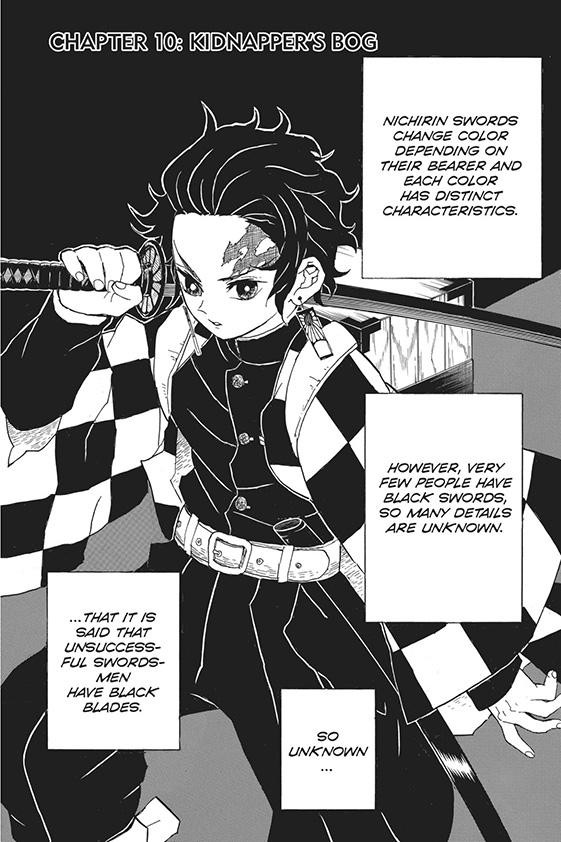 CHAPTER 10: KIDNAPPER'S BOG
NICHIRIN SWORDS
CHANGE COLOR
DEPENDING ON
THEIR BEARER AND
EACH COLOR
HAS DISTINCT
CHARACTERISTICS.
HOWEVER, VERY
FEW PEOPLE HAVE
BLACK SWORDS,
SO MANY DETAILS
ARE UNKNOWN.
SO
UNKNOWN
...
...THAT IT IS
SAID THAT
UNSUCCESS-
FUL SWORDS-
MEN
HAVE BLACK
BLADES.